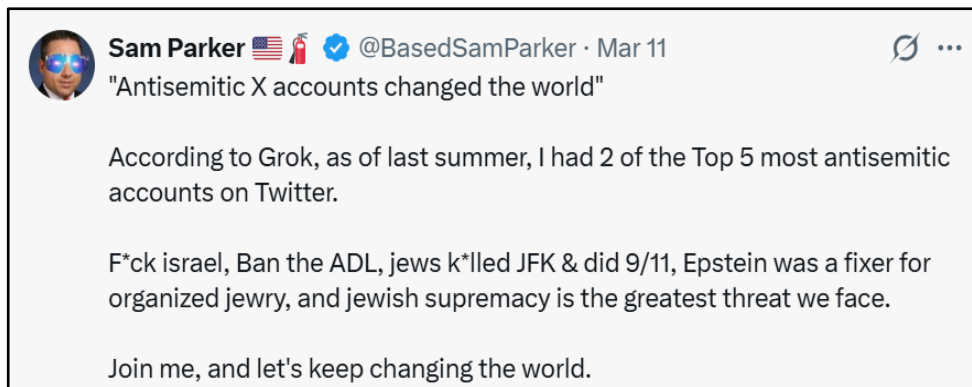 Sam Parker 🇺🇸🧯 @BasedSamParker · Mar 11
"Antisemitic X accounts changed the world"
According to Grok, as of last summer, I had 2 of the Top 5 most antisemitic
accounts on Twitter.
F*ck israel, Ban the ADL, jews k*lled JFK & did 9/11, Epstein was a fixer for
organized jewry, and jewish supremacy is the greatest threat we face.
Join me, and let's keep changing the world.